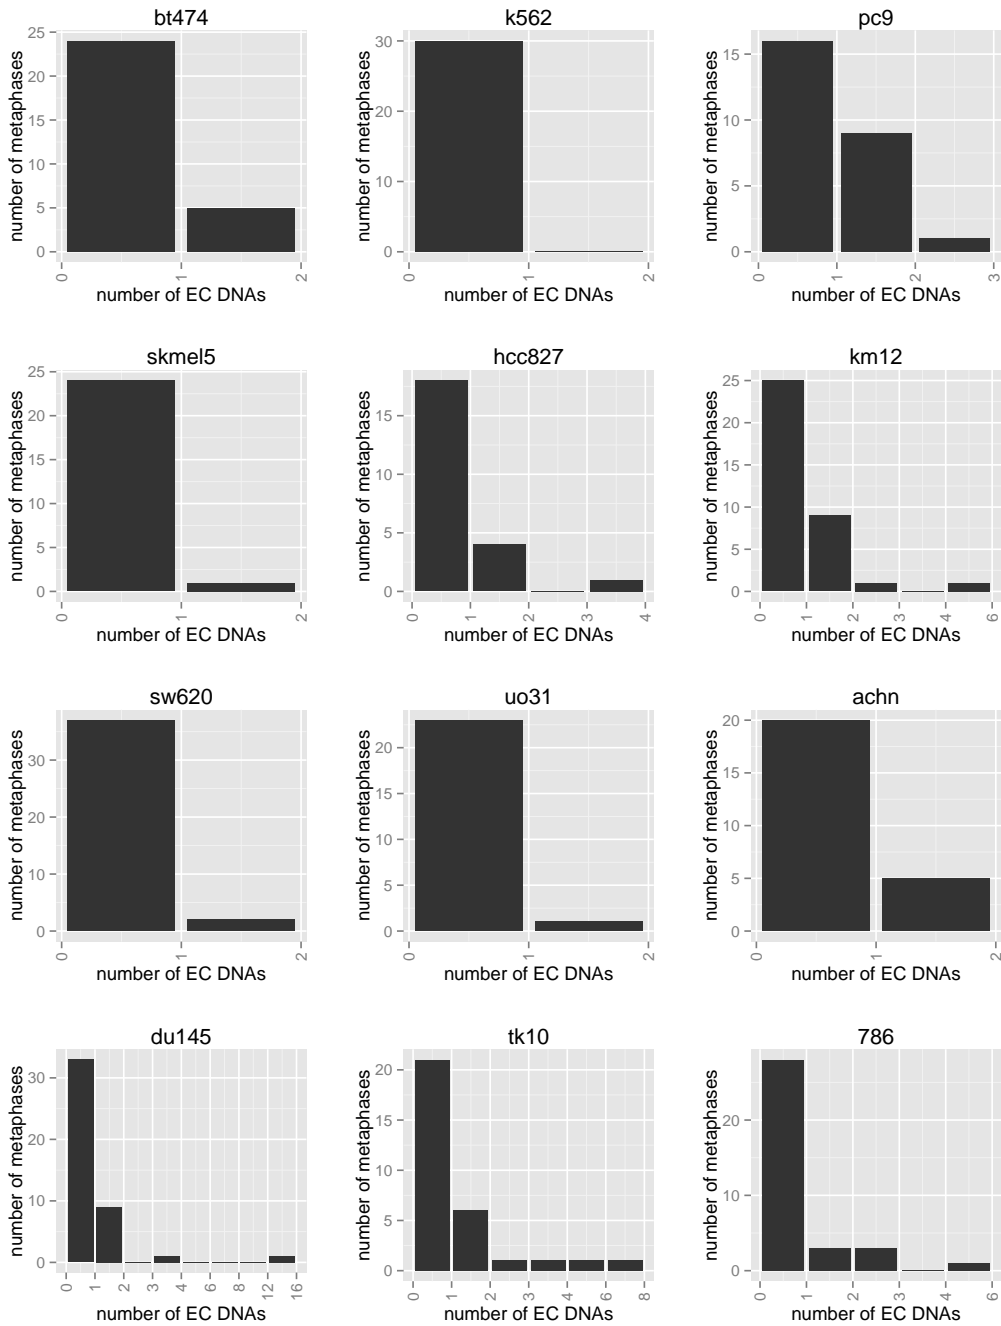 bt474 k562 pc9
number of metaphases number of metaphases number of metaphases
25 20 15 10 5 0 30 20 10 0 15 10 5 0
0 1 2 0 1 2 0 1 2 3
number of EC DNAs number of EC DNAs number of EC DNAs
skmel5 hcc827 km12
number of metaphases number of metaphases number of metaphases
25 20 15 10 5 0 15 10 5 0 25 20 15 10 5 0
0 1 2 0 1 2 3 4 0 1 2 3 4 6
number of EC DNAs number of EC DNAs number of EC DNAs
sw620 uo31 achn
number of metaphases number of metaphases number of metaphases
30 20 10 0 20 15 10 5 0 20 15 10 5 0
0 1 2 0 1 2 0 1 2
number of EC DNAs number of EC DNAs number of EC DNAs
du145 tk10 786
number of metaphases number of metaphases number of metaphases
30 20 10 0 20 15 10 5 0 20 10 0
0 1 2 3 4 6 8 12 16 0 1 2 3 4 6 8 0 1 2 3 4 6
number of EC DNAs number of EC DNAs number of EC DNAs